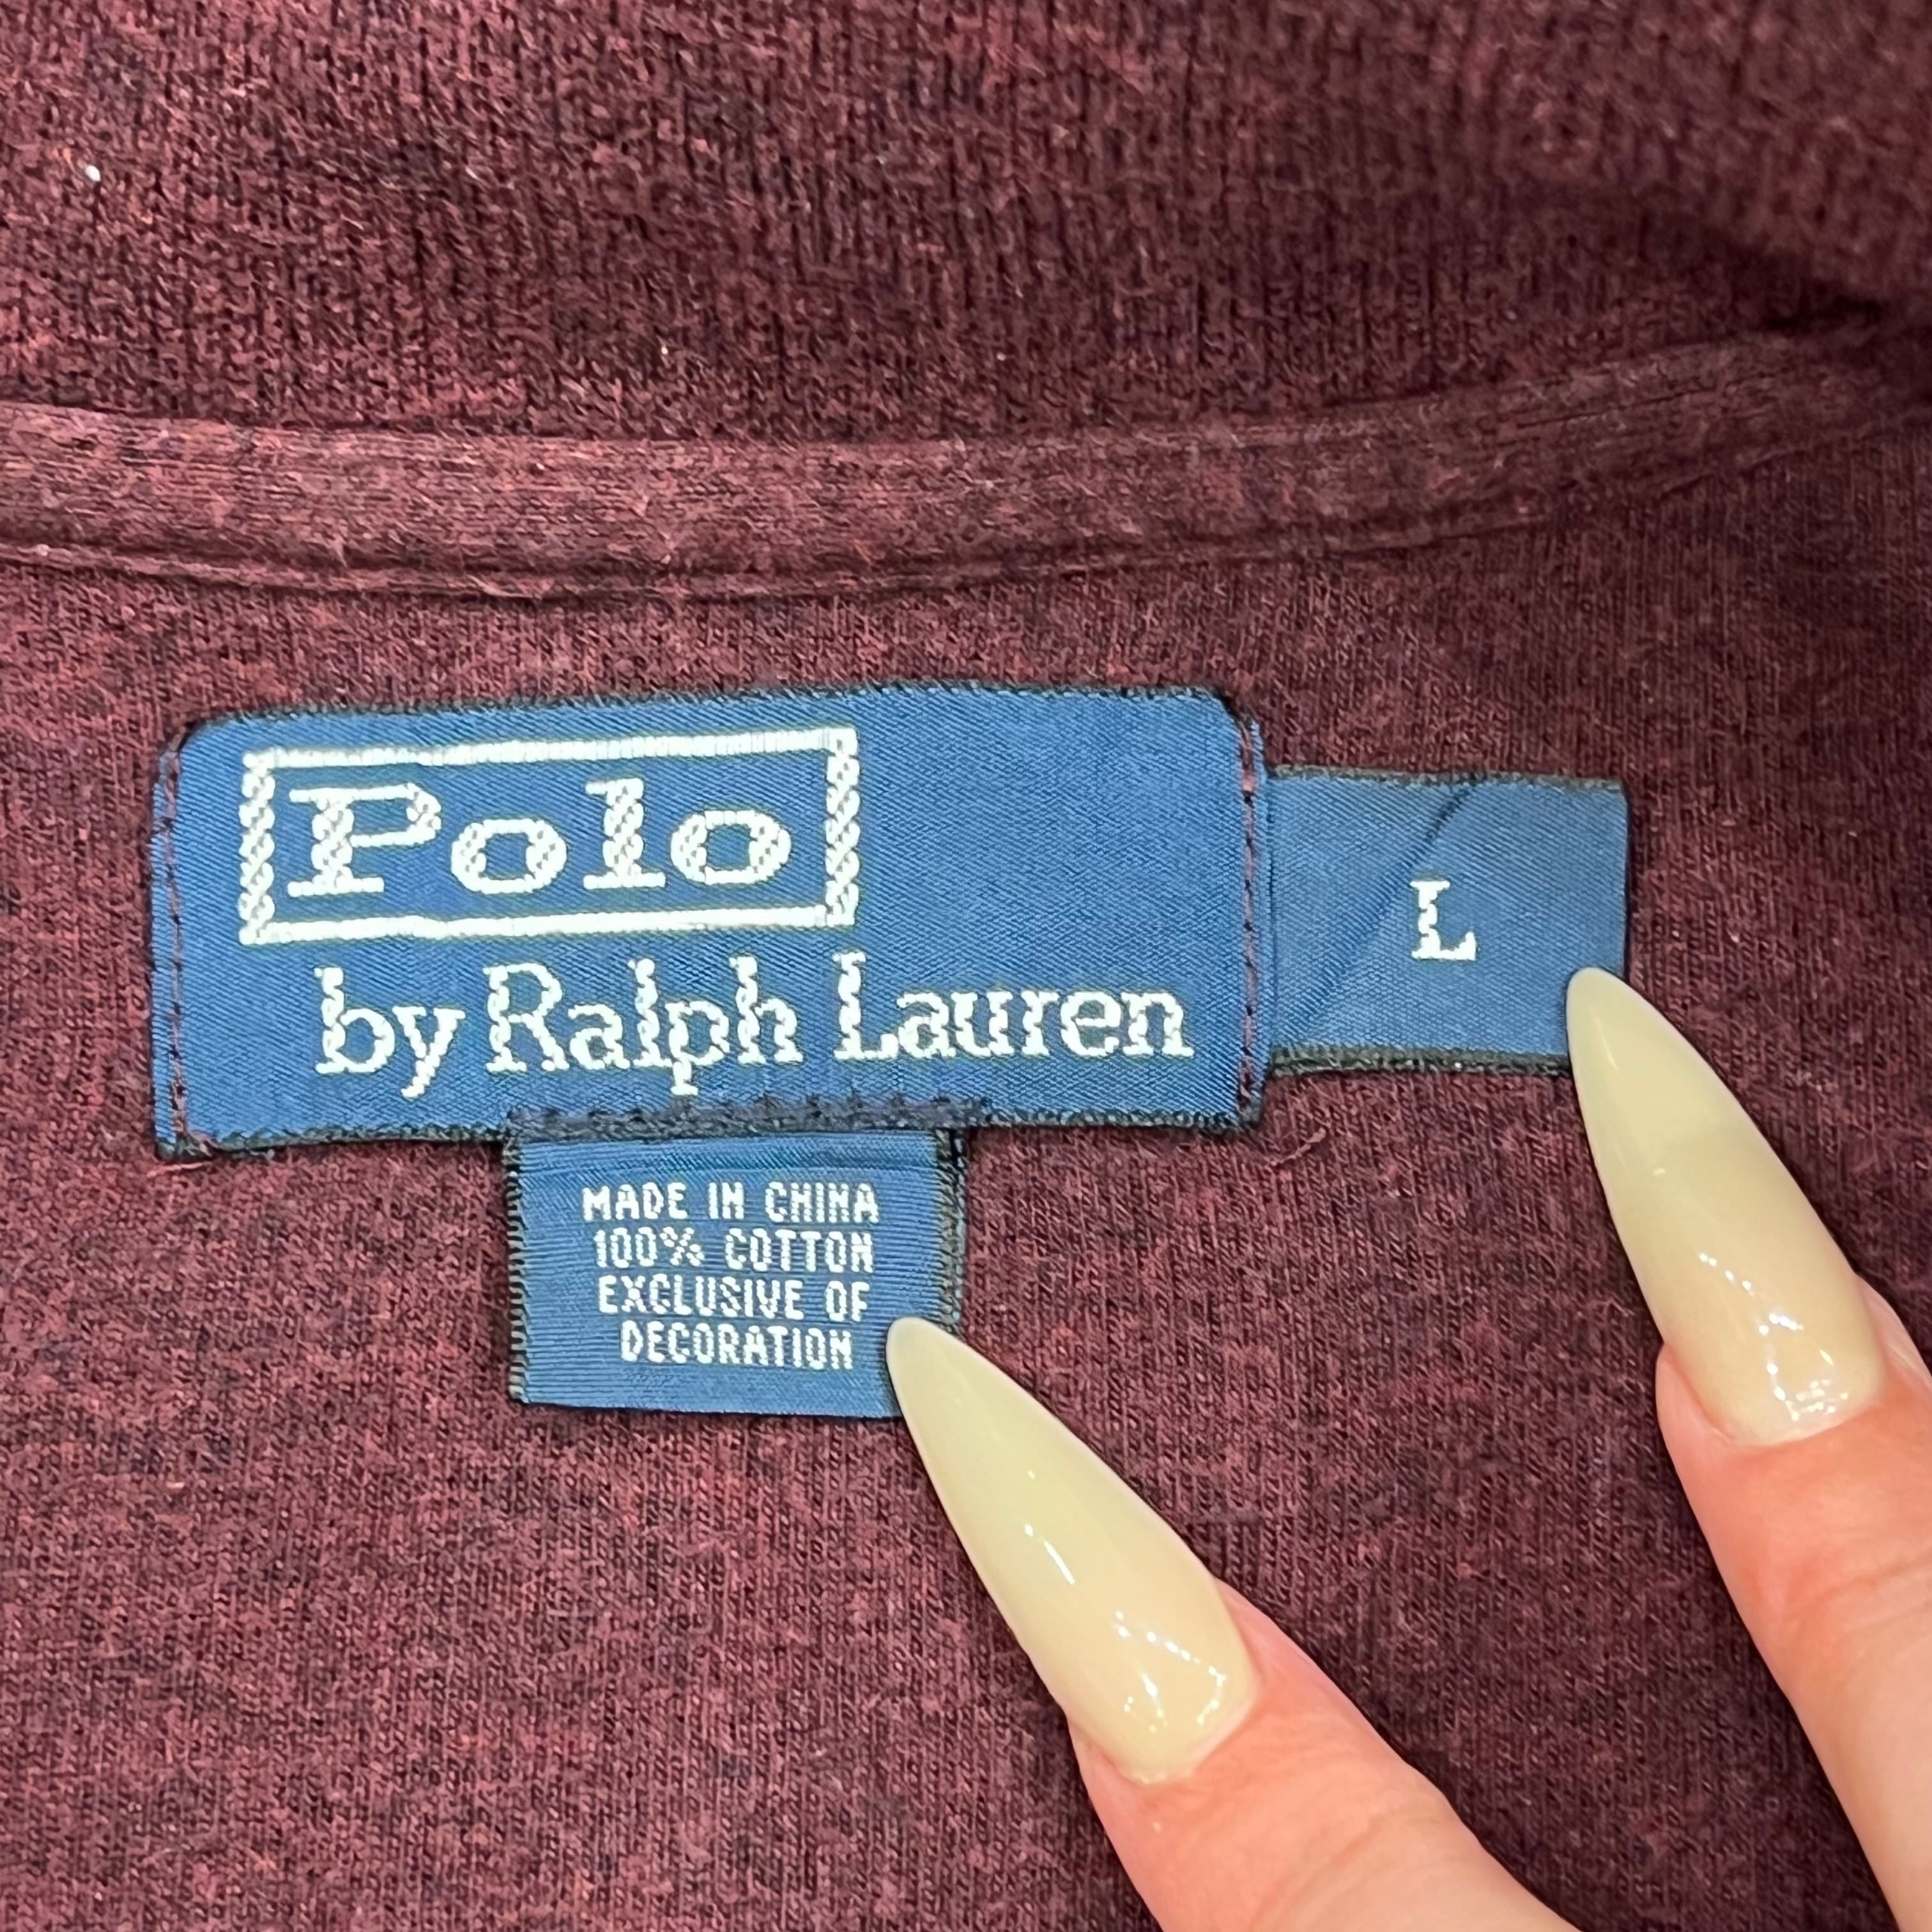 Polo
by Ralph Lauren
L
MADE IN CHINA
100% COTTON
EXCLUSIVE OF
DECORATION